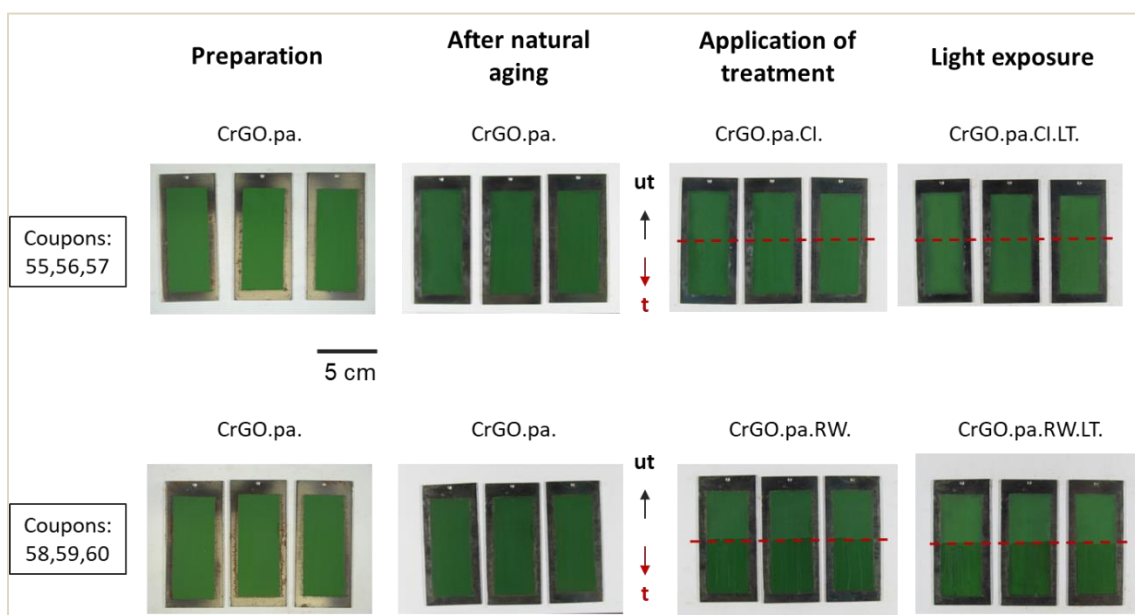 Preparation
After natural
aging
Application of
treatment
Light exposure
CrGO.pa.
CrGO.pa.
CrGO.pa.Cl.
CrGO.pa.Cl.LT.
Coupons:
55,56,57
ut
t
5 cm
CrGO.pa.
CrGO.pa.
CrGO.pa.RW.
CrGO.pa.RW.LT.
Coupons:
58,59,60
ut
t